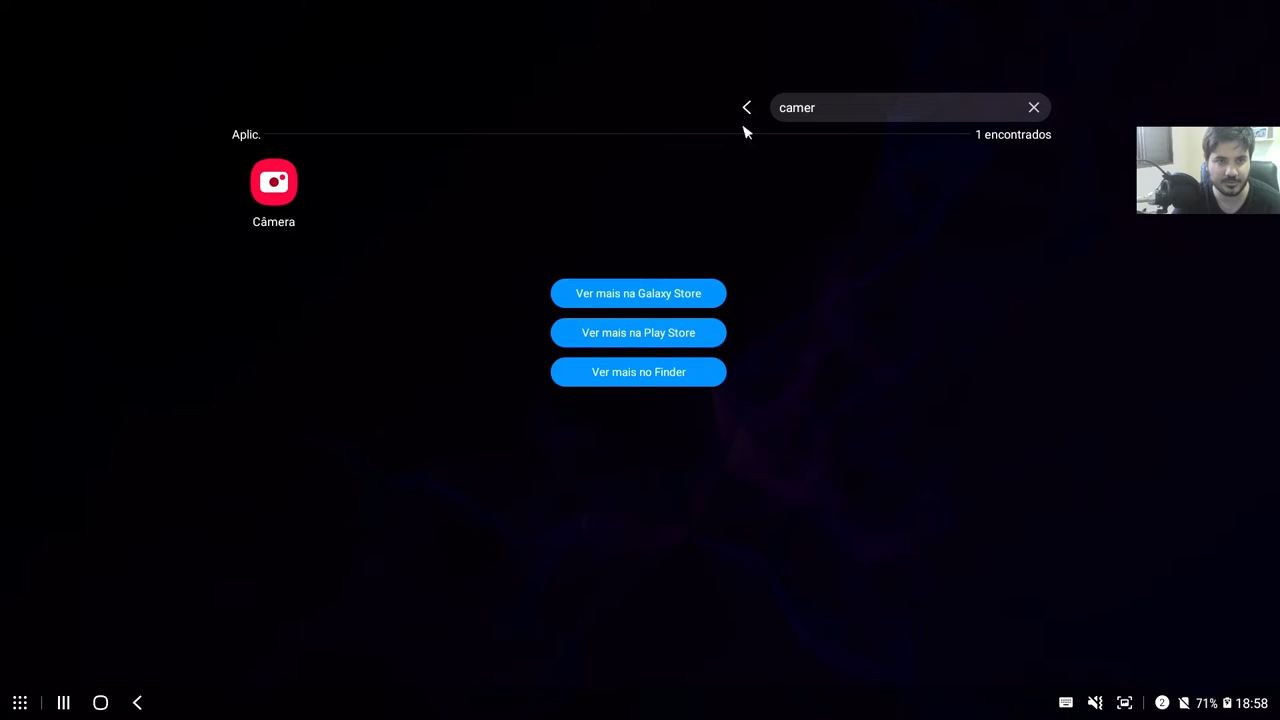 camer
Aplic.
1 encontrados
Câmera
Ver mais na Galaxy Store
Ver mais na Play Store
Ver mais no Finder
2
71%
18:58